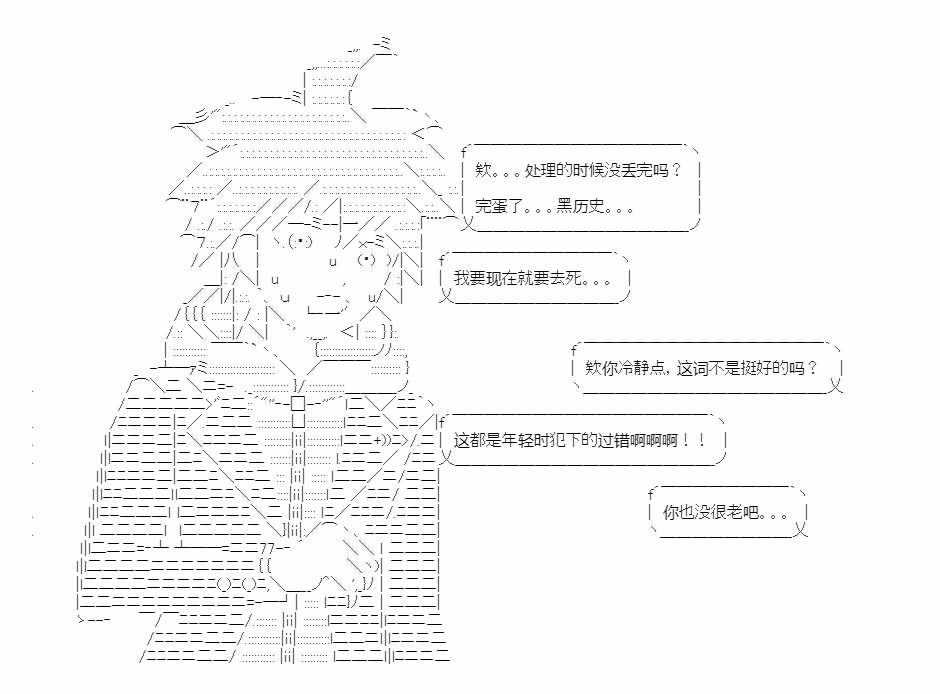 欸。。。处理的时候没丢完吗？
完蛋了。。。黑历史。。。
我要现在就要去死。。。
欸你冷静点，这词不是挺好的吗？
这都是年轻时犯下的过错啊啊啊！！
你也没很老吧。。。